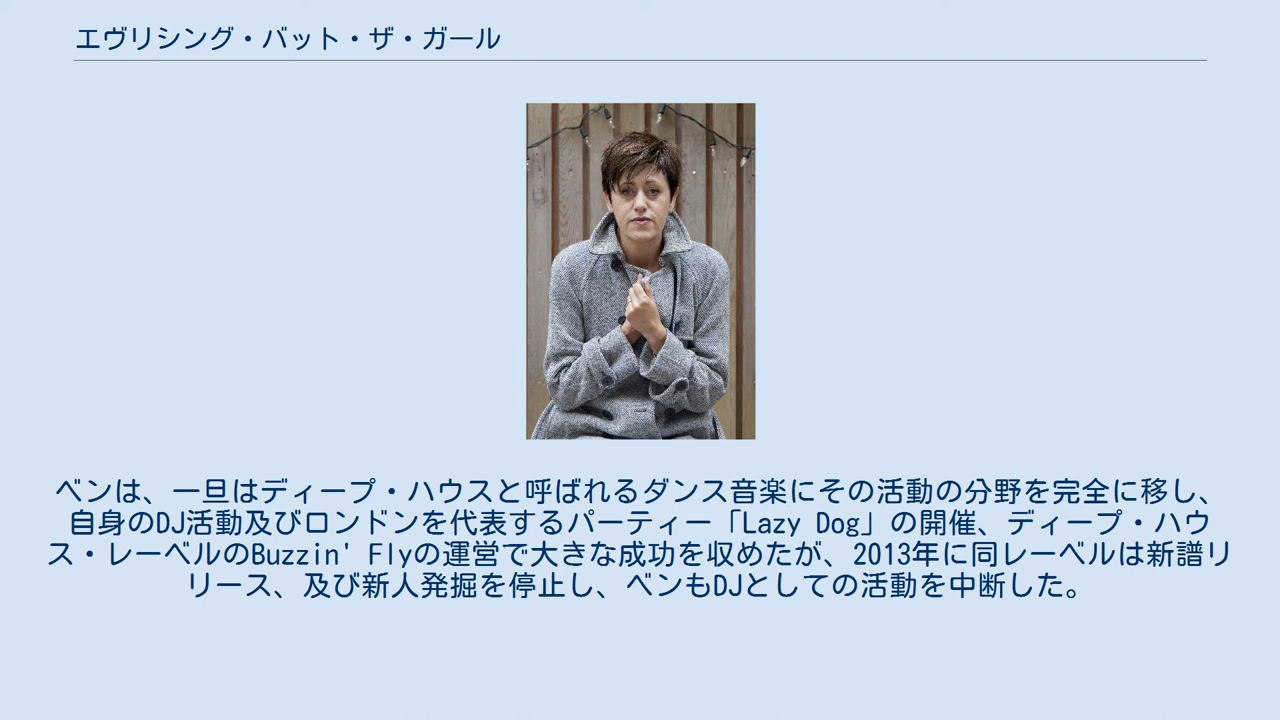 エヴリシング・バット・ザ・ガール
ベンは、一旦はディープ・ハウスと呼ばれるダンス音楽にその活動の分野を完全に移し、
自身のDJ活動及びロンドンを代表するパーティー「Lazy Dog」の開催、ディープ・ハウ
ス・レーベルのBuzzin' Flyの運営で大きな成功を収めたが、2013年に同レーベルは新譜リ
リース、及び新人発掘を停止し、ベンもDJとしての活動を中断した。